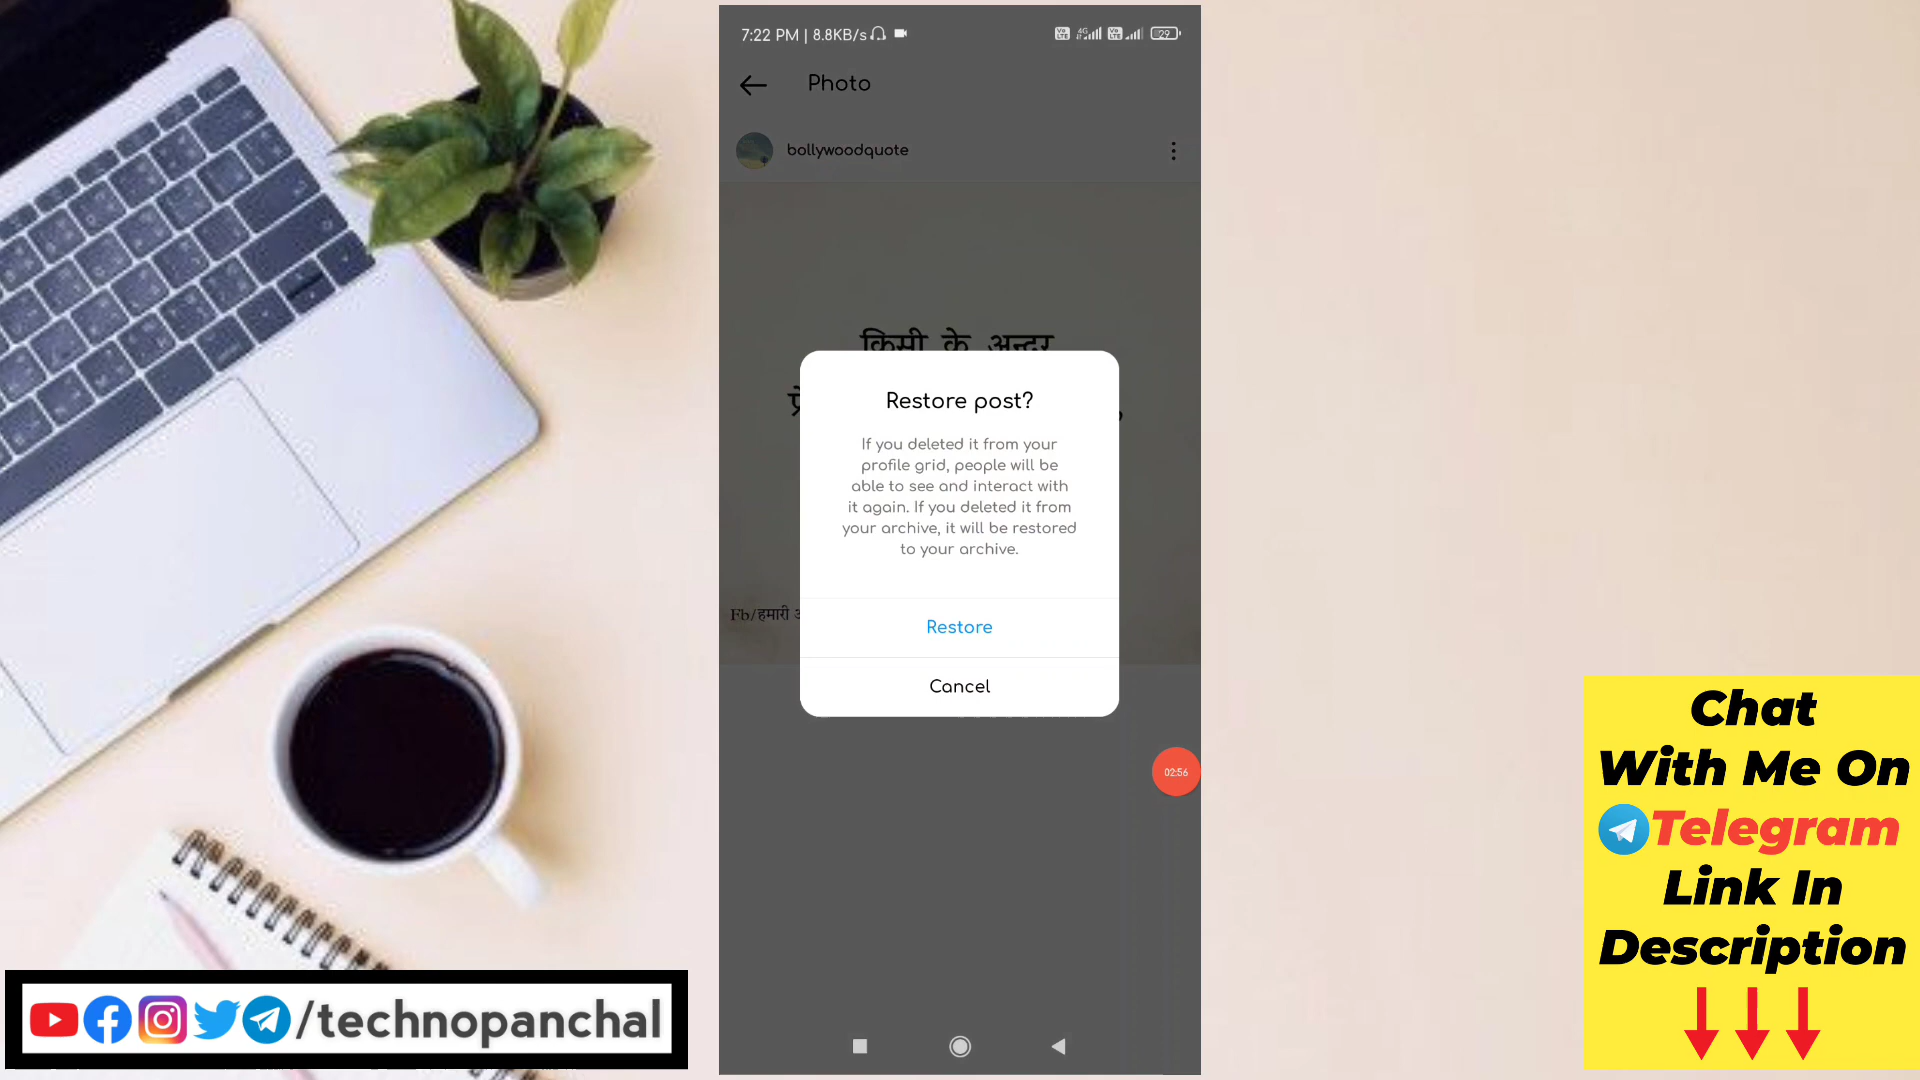 7:22 PM | 8.8KB/s
4G
29
Photo
bollywoodquote
किसी के अन्दर
Restore post?
If you deleted it from your
profile grid, people will be
able to see and interact with
it again. If you deleted it from
your archive, it will be restored
to your archive.
Fb/हमारी
Restore
Cancel
02:56
Chat
With Me On
Telegram
Link In
Description
/technopanchal